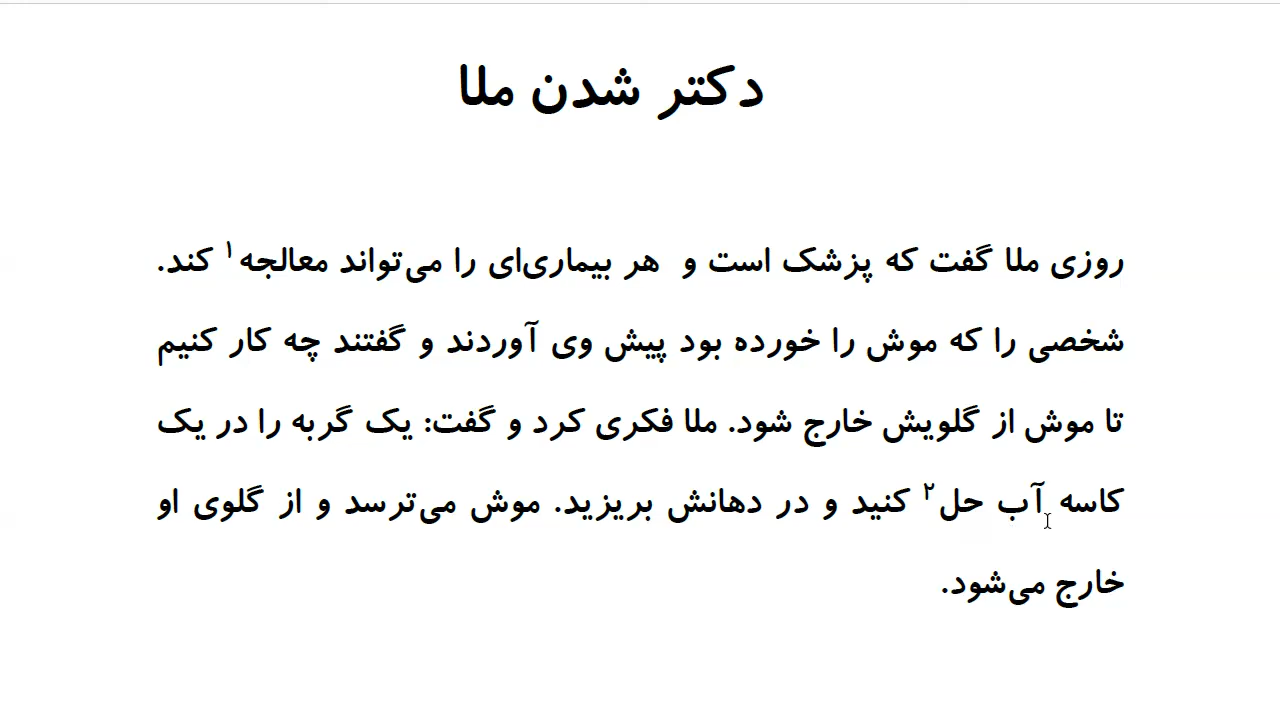 دکتر شدن ملا
روزی ملا گفت که پزشک است و هر بیماری‌ای را می‌تواند معالجه۱ کند.
شخصی را که موش را خورده بود پیش وی آوردند و گفتند چه کار کنیم
تا موش از گلویش خارج شود. ملا فکری کرد و گفت: یک گربه را در یک
کاسه آب حل۲ کنید و در دهانش بریزید. موش می‌ترسد و از گلوی او
خارج می‌شود.